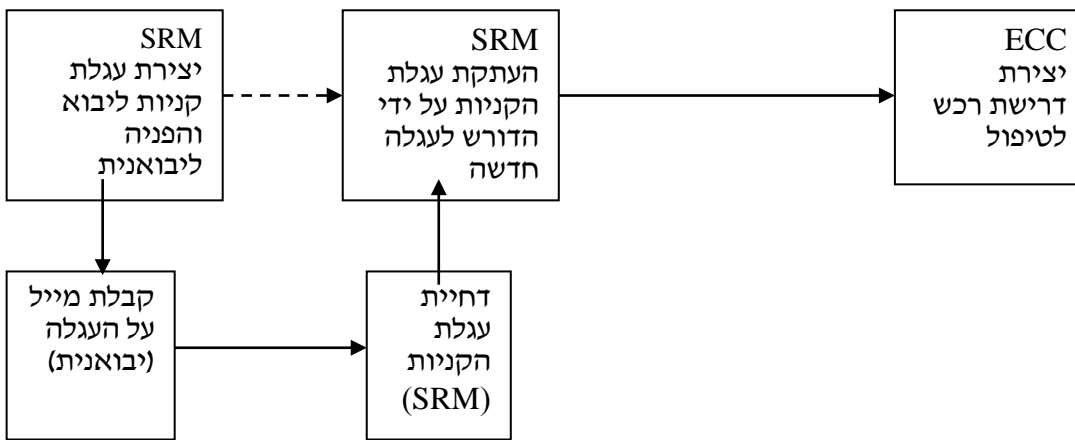 SRM
יצירת עגלת
קניות ליבוא
והפניה
ליבואנית
SRM
העתקת עגלת
הקניות על ידי
הדורש לעגלה
חדשה
ECC
יצירת
דרישת רכש
לטיפול
קבלת מייל
על העגלה
(יבואנית)
דחיית
עגלת
הקניות
(SRM)